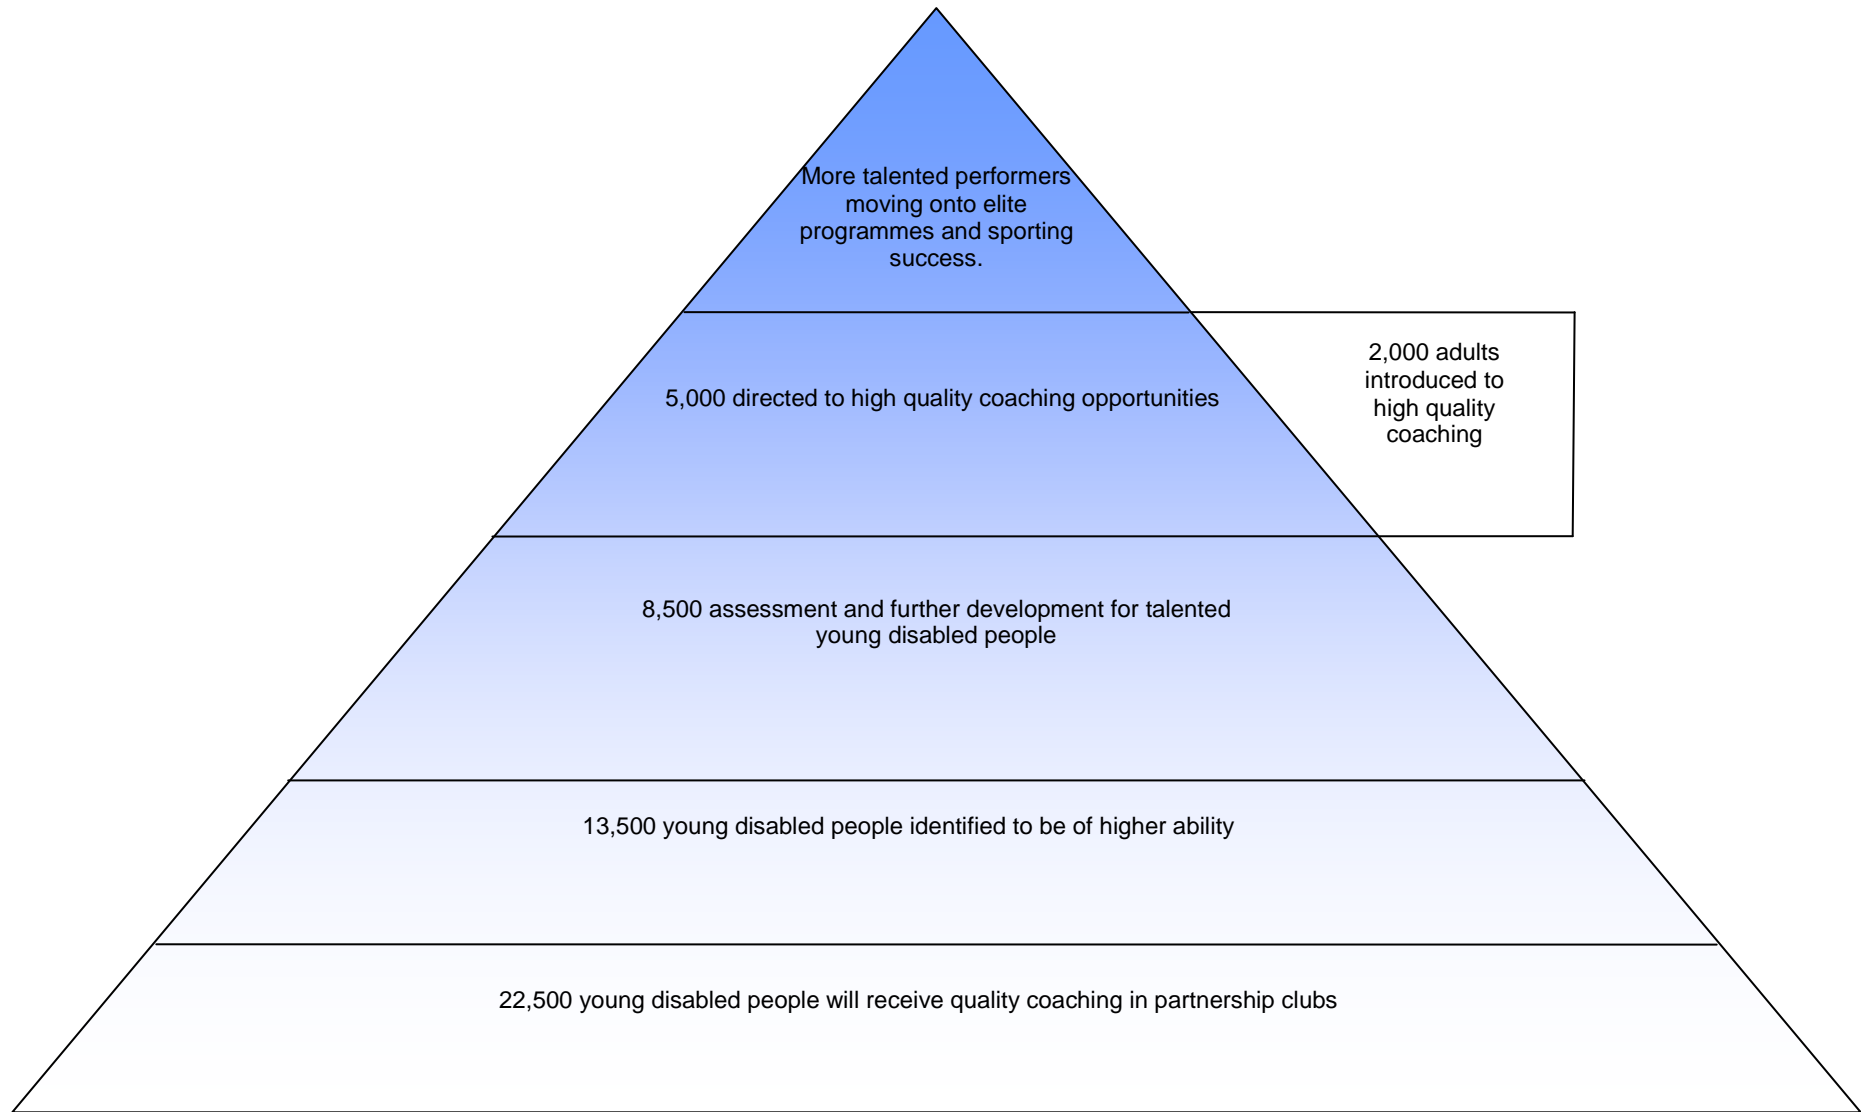 More talented performers
moving onto elite
programmes and sporting
success.
5,000 directed to high quality coaching opportunities
2,000 adults
introduced to
high quality
coaching
8,500 assessment and further development for talented
young disabled people
13,500 young disabled people identified to be of higher ability
22,500 young disabled people will receive quality coaching in partnership clubs